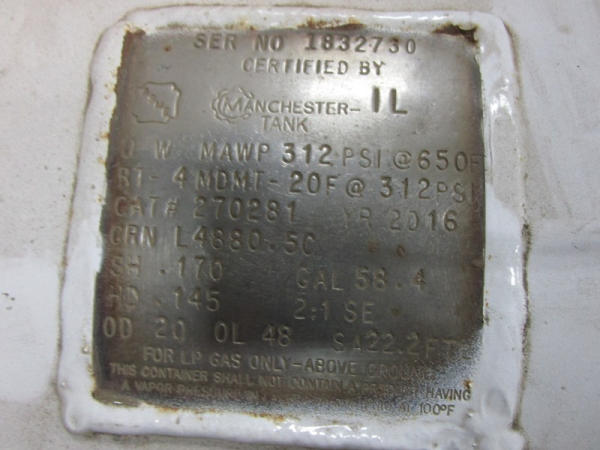 SER NO 1832730
CERTIFIED BY
MANCHESTER- IL
TANK
U W MAWP 312 PSI @ 650F
RT- 4 MDMT- 20F @ 312 PSI
CAT# 270281 YR 2016
CRN L4880.5C
SH .170 GAL 58.4
HD .145 2:1 SE
OD 20 OL 48 SA22.2FT
FOR LP GAS ONLY-ABOVE GROUND
THIS CONTAINER SHALL NOT CONTAIN A HAVING
A VAPOR 100°F